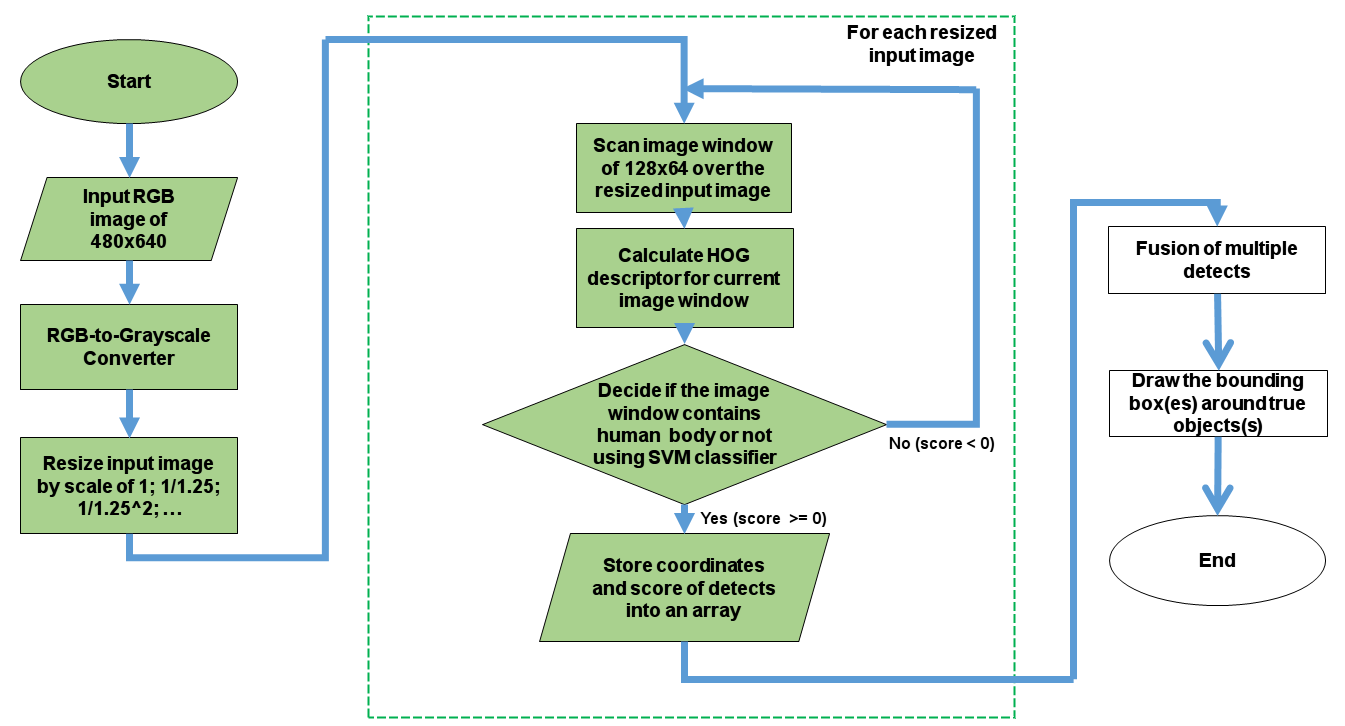 Start
Input RGB
image of
480x640
RGB-to-Grayscale
Converter
Resize input image
by scale of 1; 1/1.25;
1/1.25^2; ...
For each resized
input image
Scan image window
of 128x64 over the
resized input image
Calculate HOG
descriptor for current
image window
Decide if the image
window contains
human body or not
using SVM classifier
No (score < 0)
Yes (score >= 0)
Store coordinates
and score of detects
into an array
Fusion of multiple
detects
Draw the bounding
box(es) around true
objects(s)
End